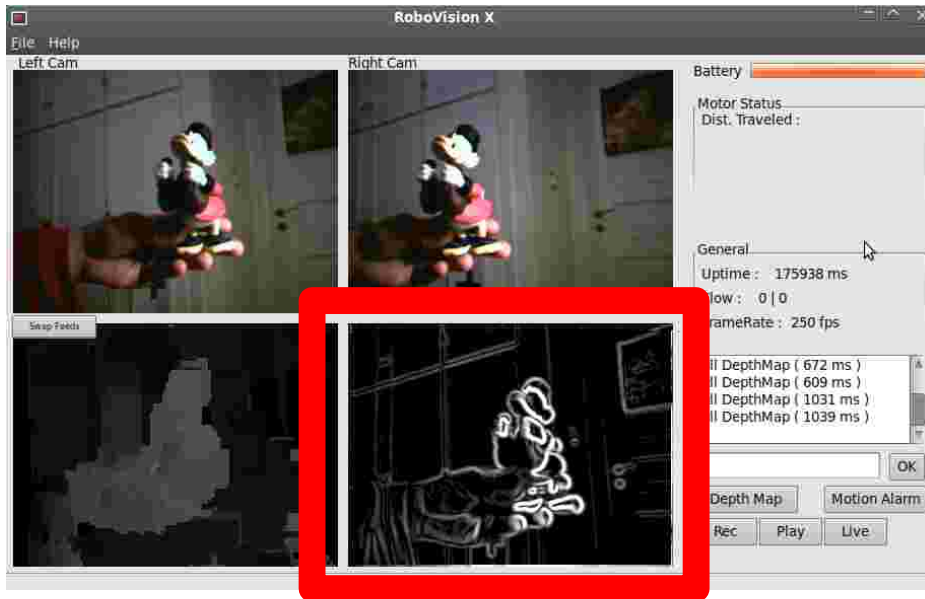 RoboVision X
File Help
Left Cam
Right Cam
Battery
Motor Status
Dist. Traveled :
General
Uptime : 175938 ms
0 | 0
: 250 fps
Swap Feeds
DepthMap ( 672 ms )
DepthMap ( 609 ms )
DepthMap ( 1031 ms )
DepthMap ( 1039 ms )
OK
Depth Map
Motion Alarm
Rec
Play
Live